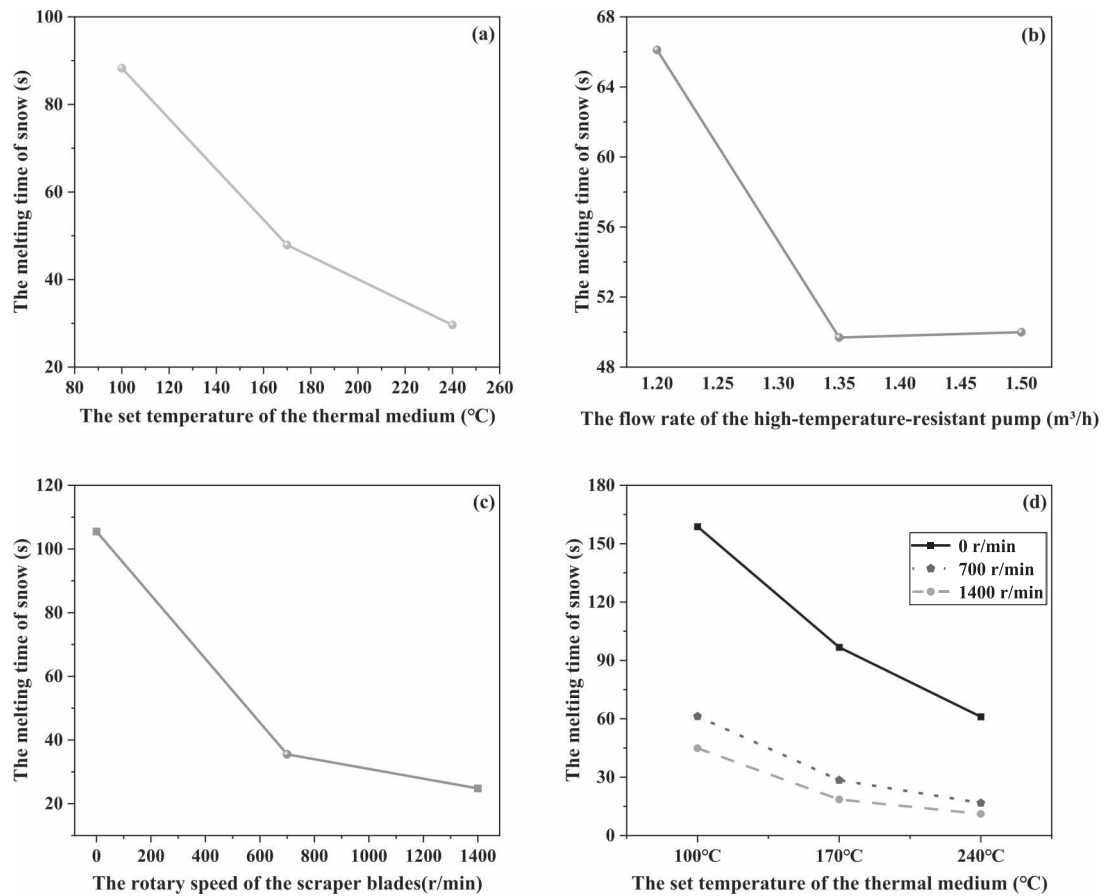 (a)
100
80
60
40
20
The melting time of snow (s)
80 100 120 140 160 180 200 220 240 260
The set temperature of the thermal medium (°C)
(b)
68
64
60
56
52
48
The melting time of snow (s)
1.20 1.25 1.30 1.35 1.40 1.45 1.50
The flow rate of the high-temperature-resistant pump (m³/h)
(c)
120
100
80
60
40
20
The melting time of snow (s)
0 200 400 600 800 1000 1200 1400
The rotary speed of the scraper blades(r/min)
(d)
180
150
120
90
60
30
0
The melting time of snow (s)
0 r/min
700 r/min
1400 r/min
100°C 170°C 240°C
The set temperature of the thermal medium (°C)